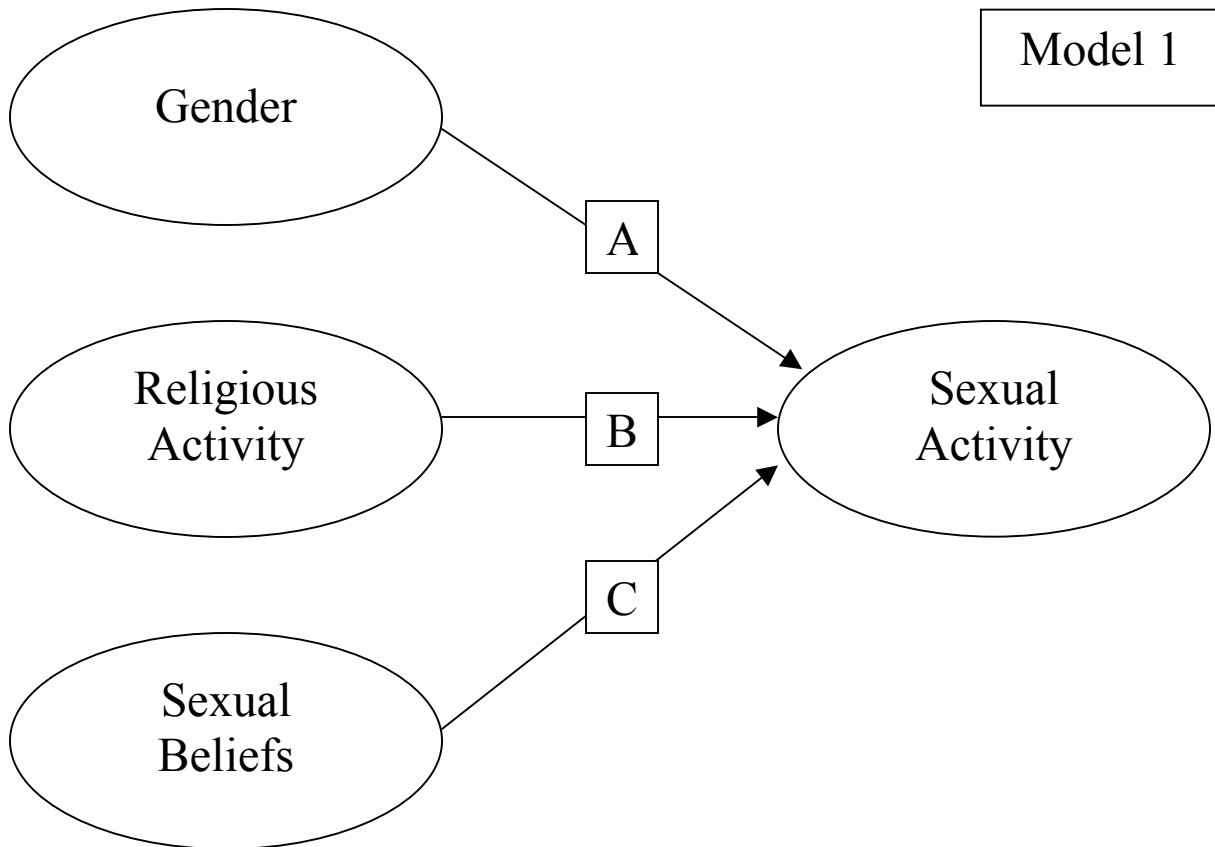 Model 1
Gender
A
Religious
Activity
B
Sexual
Activity
C
Sexual
Beliefs